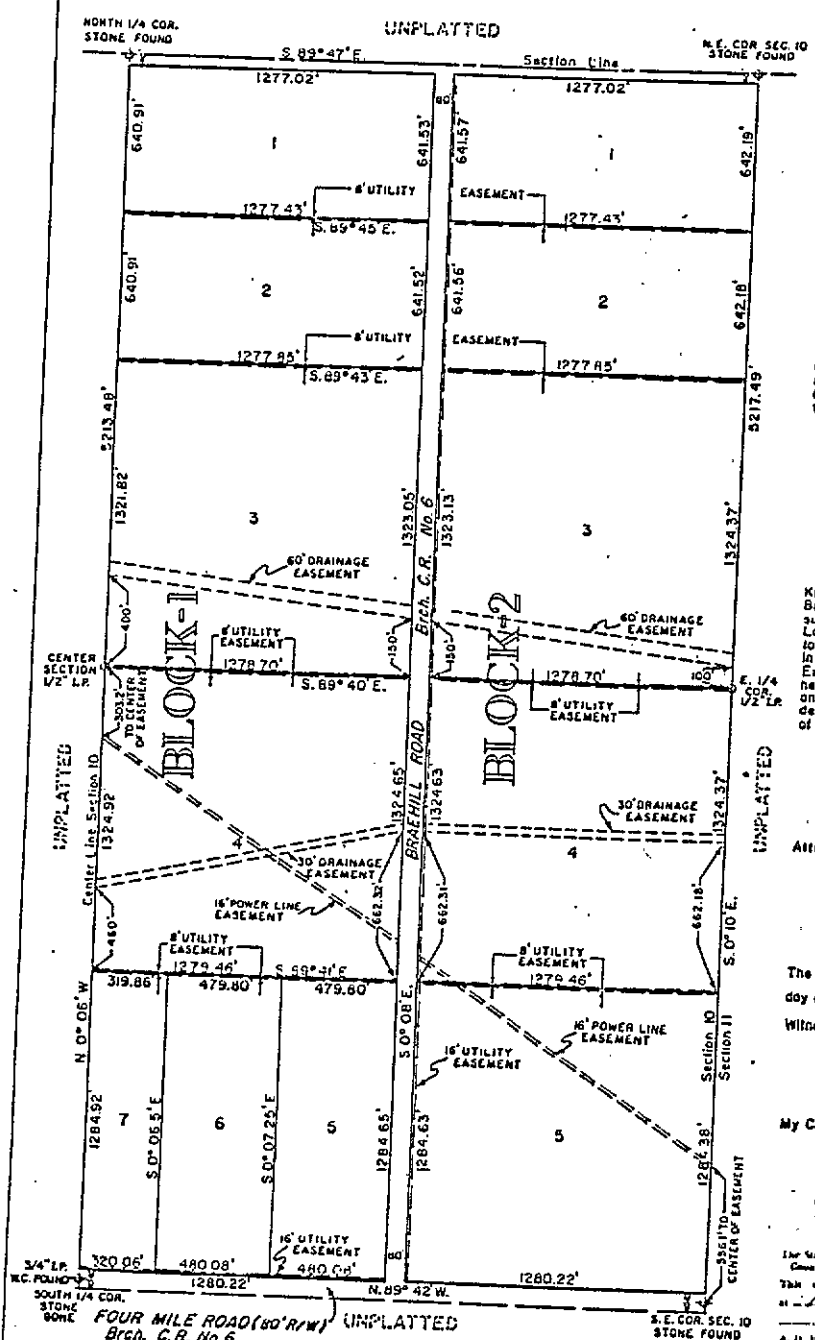 UNPLATTED
NORTH 1/4 COR.
STONE FOUND
S. 89°47' E.
Section Line
N.E. COR SEC. 10
STONE FOUND
1277.02'
80'
1277.02'
640.91'
1
641.53'
641.57'
1
642.19'
8' UTILITY
EASEMENT
1277.43'
S. 89°45' E.
1277.43'
640.91'
2
641.52'
641.56'
2
642.18'
8' UTILITY
EASEMENT
1277.85'
S. 89°43' E.
1277.85'
5213.48'
5217.49'
1321.82'
3
1323.05'
Brch. C.R. No. 6
1323.13'
3
1324.37'
60' DRAINAGE
EASEMENT
60' DRAINAGE
EASEMENT
400'
150'
150'
100'
BLOCK-1
BLOCK-2
CENTER
SECTION
1/2" I.P.
8' UTILITY
EASEMENT
1278.70'
S. 89°40' E.
1278.70'
8' UTILITY
EASEMENT
E. 1/4
COR.
1/2" I.P.
303.2'
TO CENTER
OF EASEMENT
UNPLATTED
Center Line Section 10
1324.92'
1324.65'
BRAEHILL ROAD
1324.63
30' DRAINAGE
EASEMENT
1324.37'
UNPLATTED
4
30' DRAINAGE
EASEMENT
4
16' POWER LINE
EASEMENT
460'
662.32'
662.31'
662.18'
S. 0°10' E.
8' UTILITY
EASEMENT
1279.46'
S 89°41' E
8' UTILITY
EASEMENT
1279.46'
319.86'
479.80'
479.80'
N 0°06' W
S 0°08' E.
16' POWER LINE
EASEMENT
Section 10
Section 11
16' UTILITY
EASEMENT
1284.92'
7
S 0°06.5' E
6
S 0°07.25' E
5
1284.65'
1284.63'
5
TO
CENTER OF EASEMENT
3/4" I.P.
W.C. FOUND
320.06'
480.08'
16' UTILITY
EASEMENT
480.08'
80'
1280.22'
N. 89°42' W.
1280.22'
SOUTH 1/4 COR.
STONE
GONE
FOUR MILE ROAD (80' R/W)
Brch. C.R. No. 6
UNPLATTED
S.E. COR. SEC. 10
STONE FOUND
of
The
day
My C